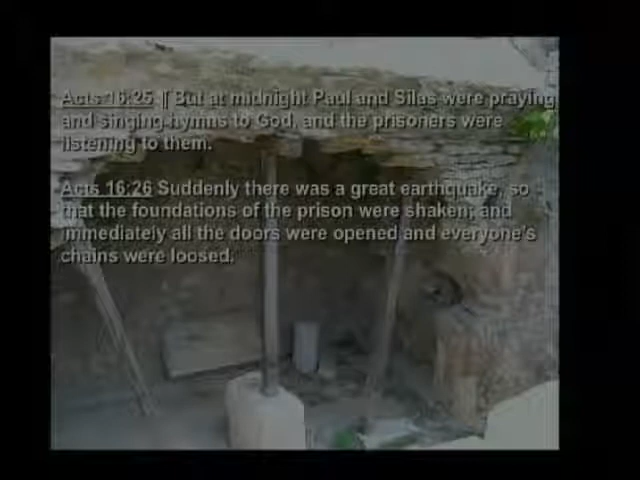 Acts 16:25 ¶ But at midnight Paul and Silas were praying
and singing hymns to God, and the prisoners were
listening to them.
Acts 16:26 Suddenly there was a great earthquake, so
that the foundations of the prison were shaken; and
immediately all the doors were opened and everyone's
chains were loosed.